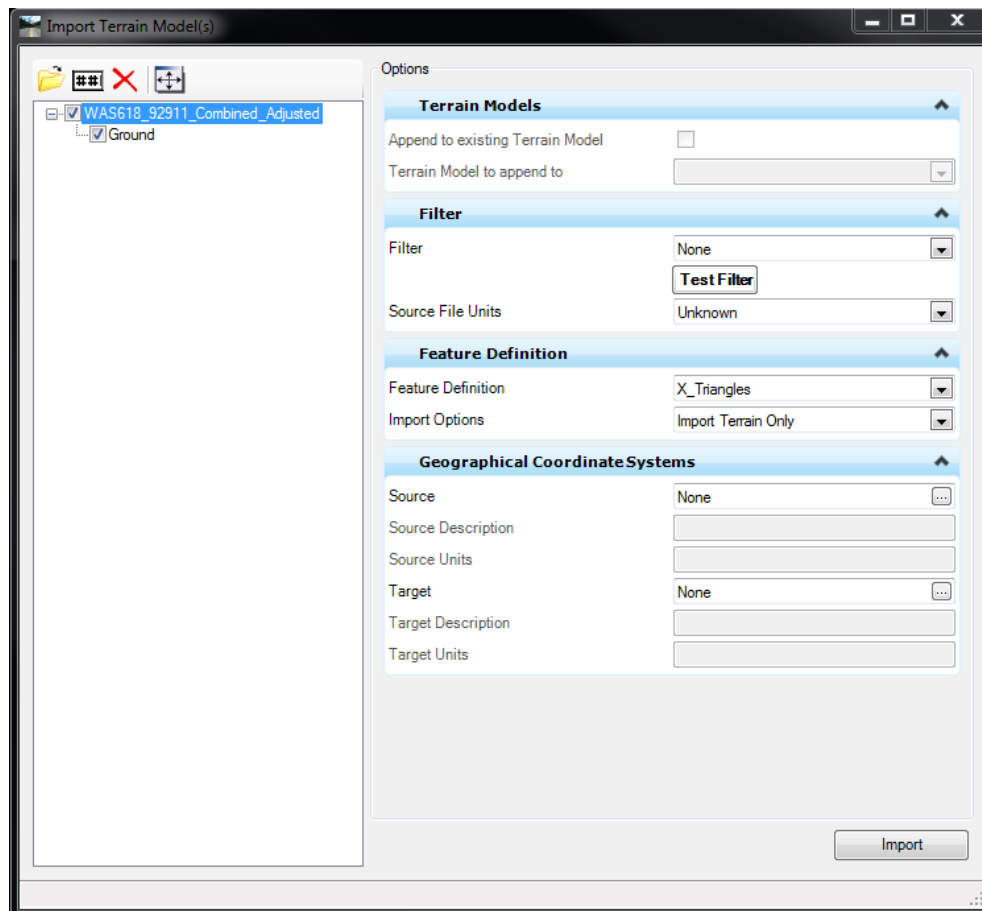 Import Terrain Model(s)
##
WAS618_92911_Combined_Adjusted
Ground
Options
Terrain Models
Append to existing Terrain Model
Terrain Model to append to
Filter
Filter None
Test Filter
Source File Units Unknown
Feature Definition
Feature Definition X_Triangles
Import Options Import Terrain Only
Geographical Coordinate Systems
Source None ...
Source Description
Source Units
Target None ...
Target Description
Target Units
Import